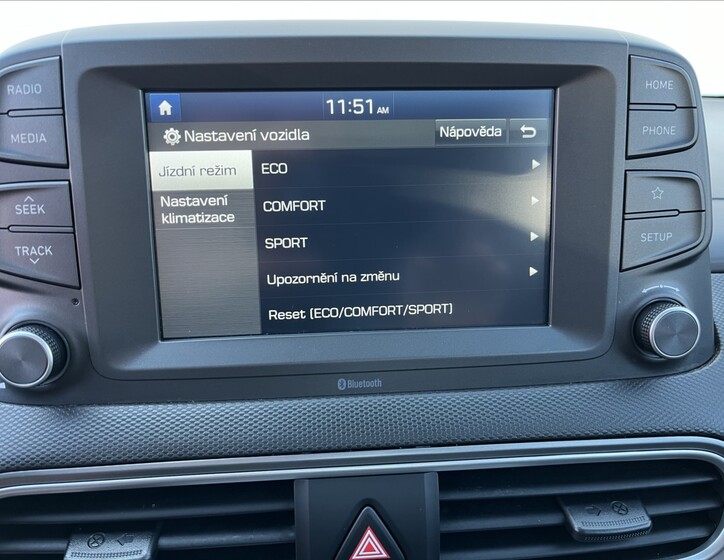 RADIO
MEDIA
SEEK
TRACK
11:51 AM
Nastavení vozidla
Nápověda
Jízdní režim
Nastavení
klimatizace
ECO
COMFORT
SPORT
Upozornění na změnu
Reset (ECO/COMFORT/SPORT)
HOME
PHONE
SETUP
Bluetooth